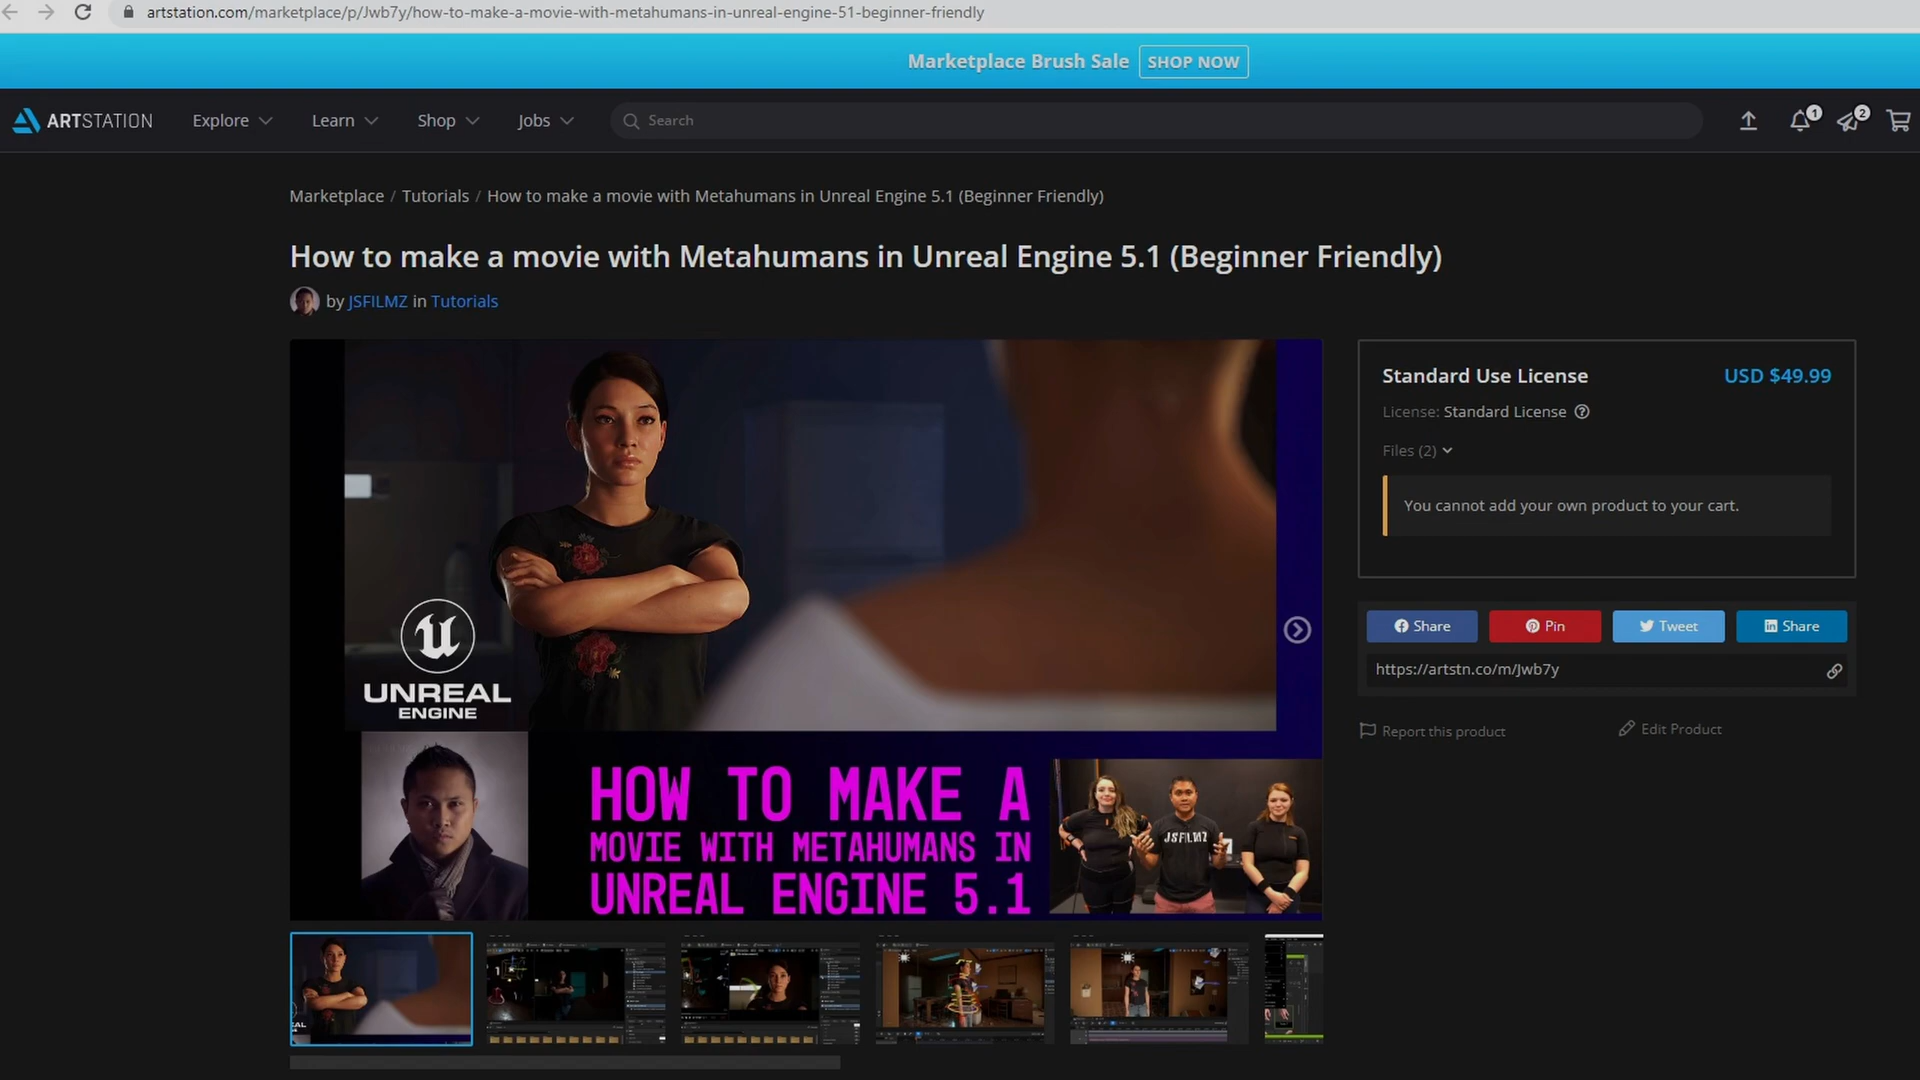 artstation.com/marketplace/p/Jwb7y/how-to-make-a-movie-with-metahumans-in-unreal-engine-51-beginner-friendly
Marketplace Brush Sale SHOP NOW
ARTSTATION Explore Learn Shop Jobs Search 1 2
Marketplace / Tutorials / How to make a movie with Metahumans in Unreal Engine 5.1 (Beginner Friendly)
How to make a movie with Metahumans in Unreal Engine 5.1 (Beginner Friendly)
by JSFILMZ in Tutorials
UNREAL
ENGINE
HOW TO MAKE A
MOVIE WITH METAHUMANS IN
UNREAL ENGINE 5.1
JSFILMZ
Standard Use License USD $49.99
License: Standard License
Files (2)
You cannot add your own product to your cart.
Share Pin Tweet Share
https://artstn.co/m/Jwb7y
Report this product Edit Product